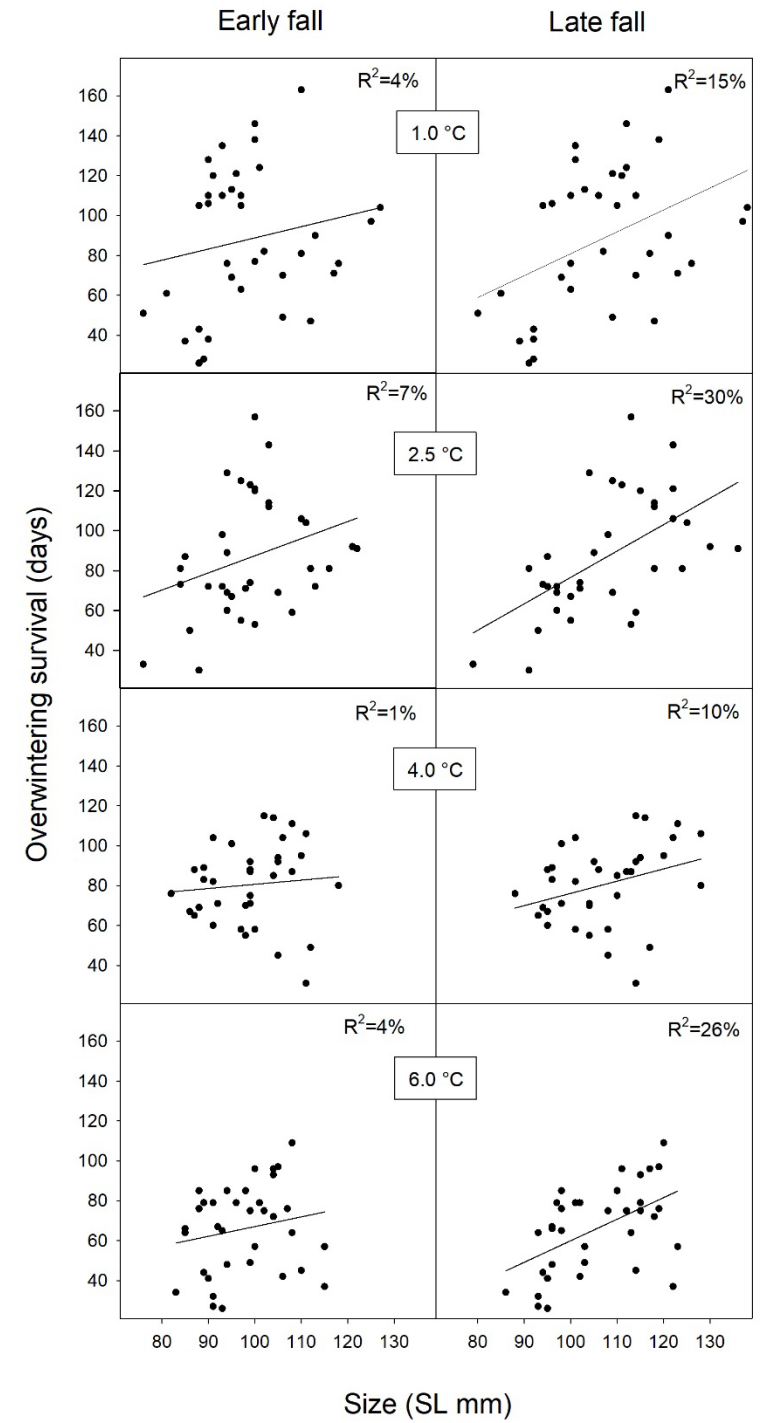 Early fall Late fall
R²=4% R²=15%
1.0 °C
160
140
120
100
80
60
40
R²=7% R²=30%
2.5 °C
160
140
120
100
80
60
40
R²=1% R²=10%
4.0 °C
160
140
120
100
80
60
40
R²=4% R²=26%
6.0 °C
160
140
120
100
80
60
40
80 90 100 110 120 130 80 90 100 110 120 130
Overwintering survival (days)
Size (SL mm)